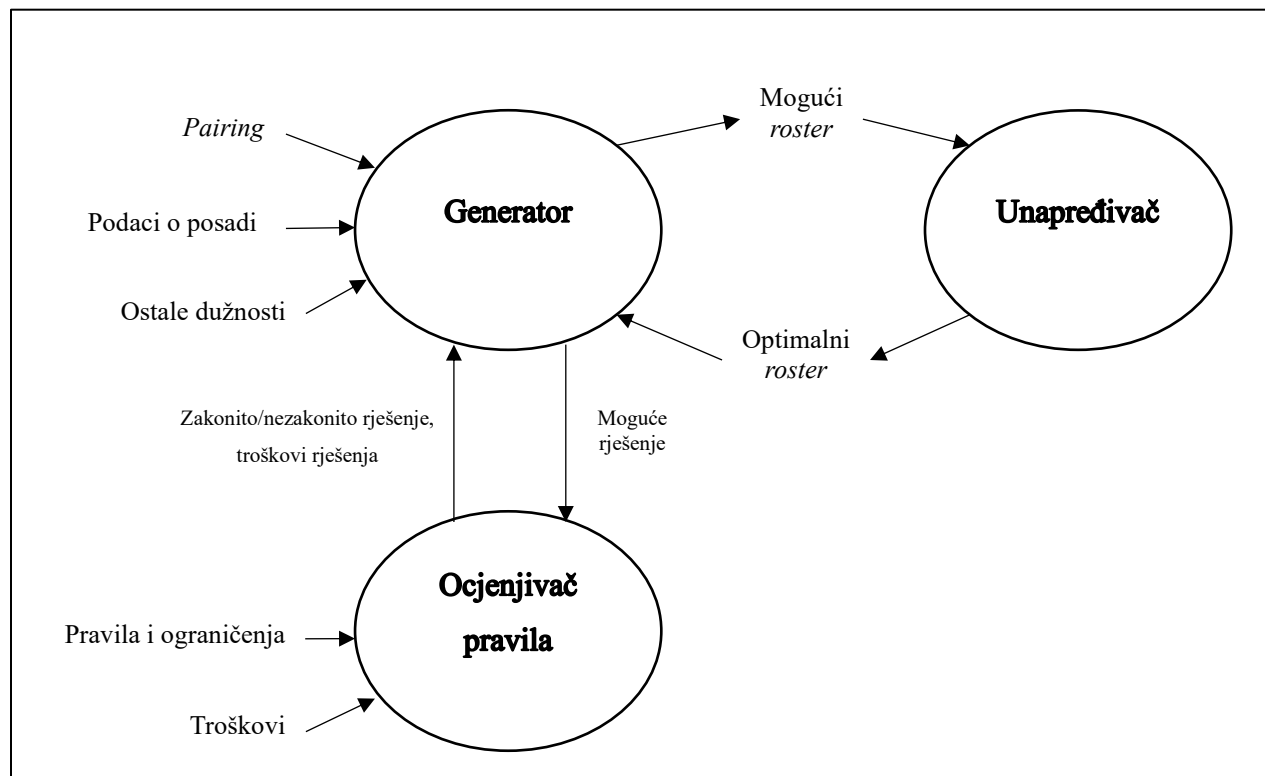 Mogući
roster
Pairing
Generator
Unapređivač
Podaci o posadi
Ostale dužnosti
Optimalni
roster
Zakonito/nezakonito rješenje,
troškovi rješenja
Moguće
rješenje
Ocjenjivač
pravila
Pravila i ograničenja
Troškovi